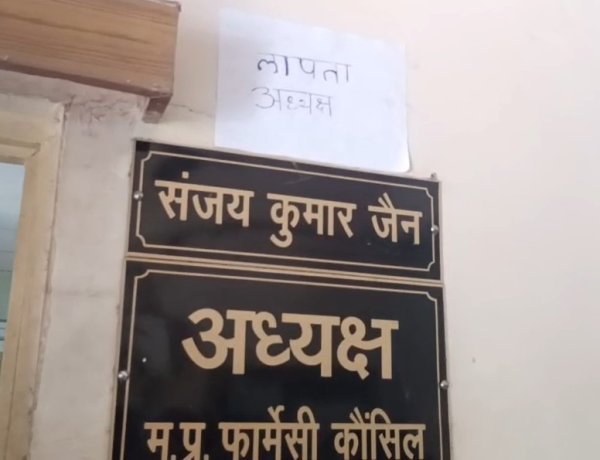 लापता
अध्यक्ष
संजय कुमार जैन
अध्यक्ष
म.प्र. फार्मेसी कौंसिल